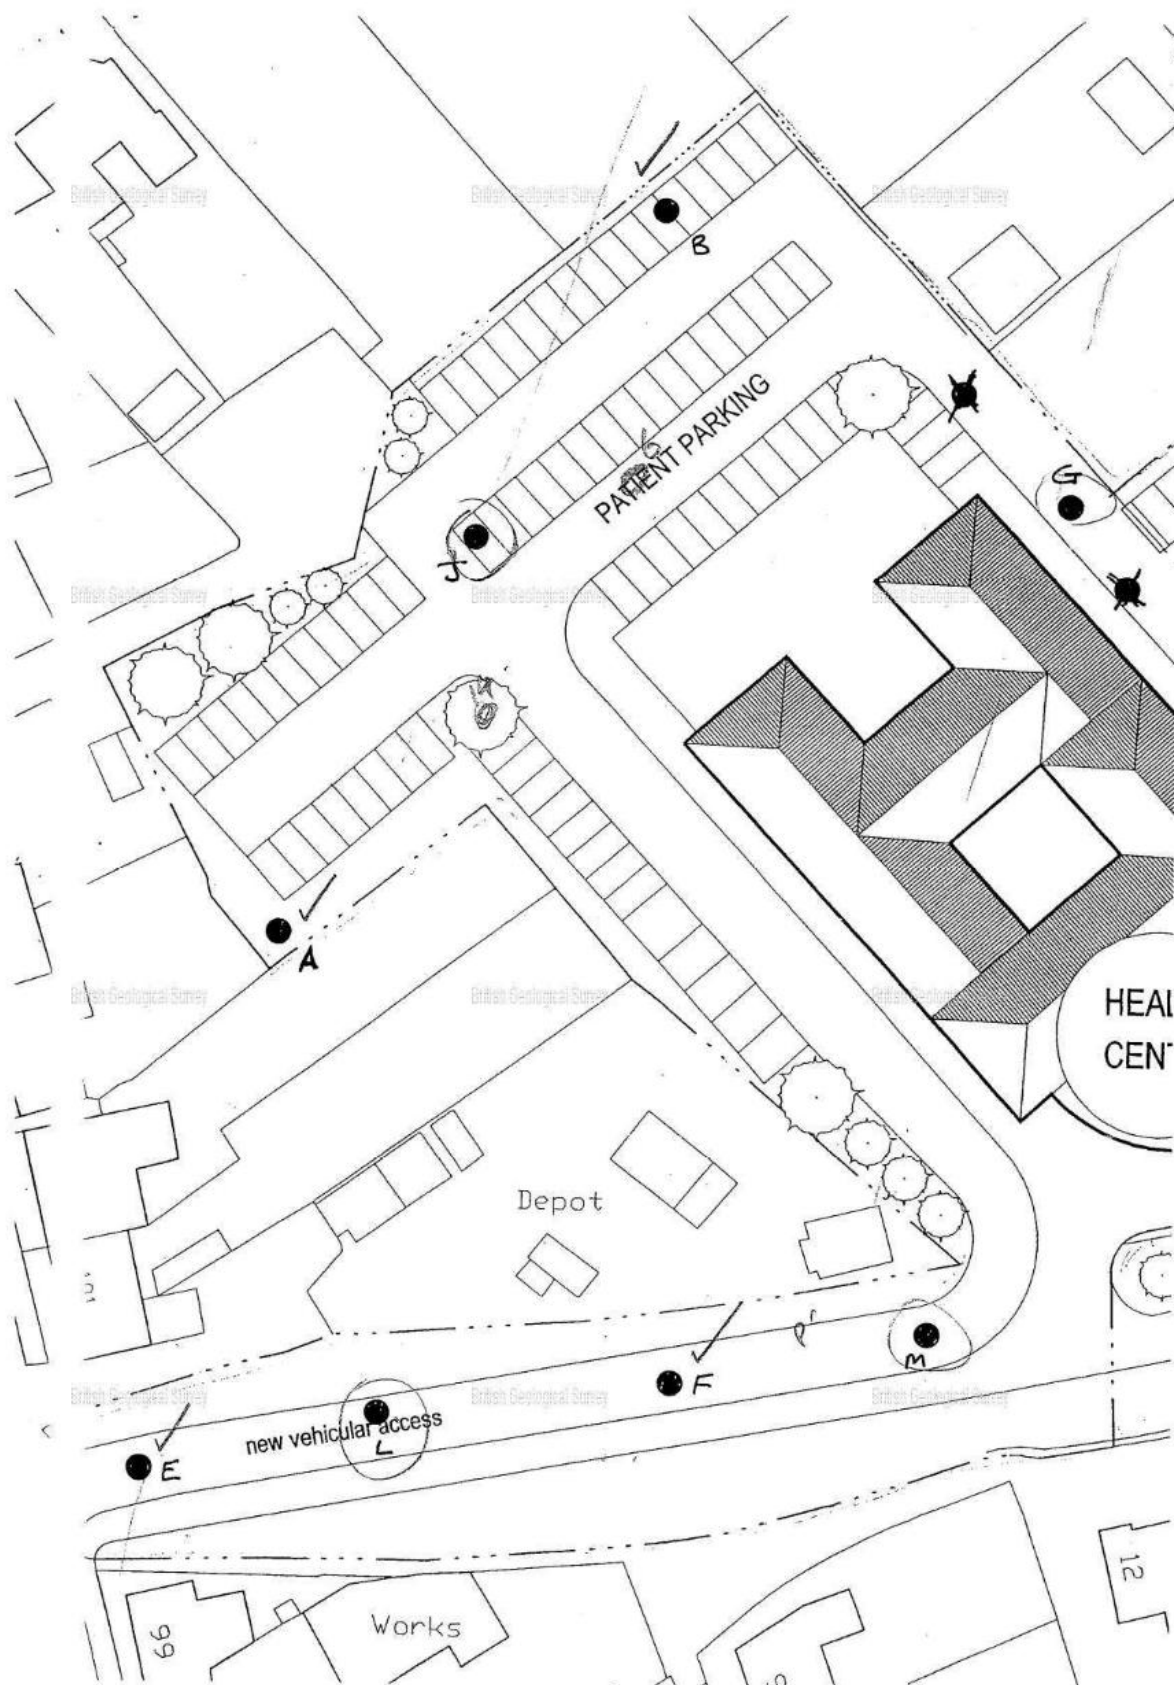 British Geological Survey
British Geological Survey
British Geological Survey
B
PATIENT PARKING
G
J
British Geological Survey
British Geological Survey
British Geological Survey
A
British Geological Survey
British Geological Survey
British Geological Survey
HEAL
CEN
Depot
101
M
F
British Geological Survey
British Geological Survey
British Geological Survey
new vehicular access
L
E
12
Works
99